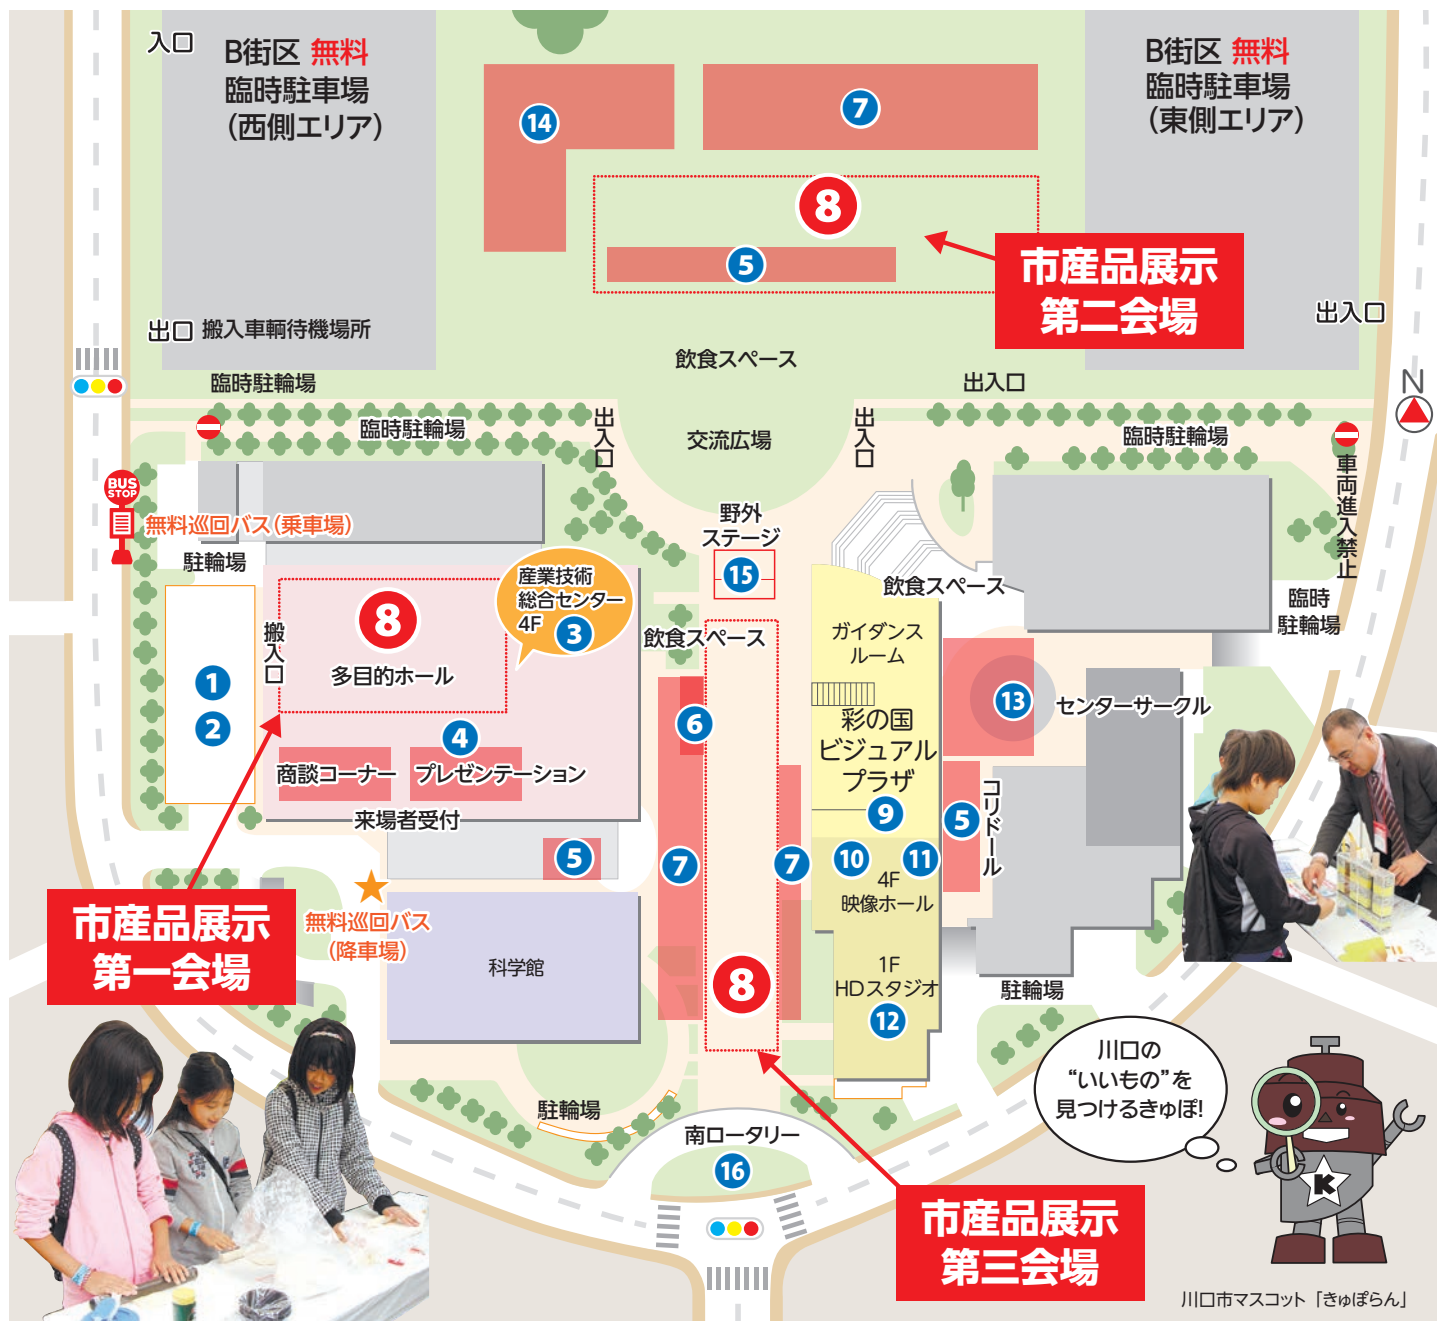 入口
B街区 無料
臨時駐車場
（西側エリア）
14
7
B街区 無料
臨時駐車場
（東側エリア）
8
5
市産品展示
第二会場
出口 搬入車輌待機場所
出入口
飲食スペース
臨時駐輪場
出入口
N
臨時駐輪場
出入口
交流広場
出入口
臨時駐輪場
車両進入禁止
BUS
STOP
無料巡回バス（乗車場）
野外
ステージ
15
駐輪場
産業技術
総合センター
4F
3
飲食スペース
臨時
駐輪場
搬入口
8
多目的ホール
飲食スペース
ガイダンス
ルーム
1
2
6
13
センターサークル
彩の国
ビジュアル
プラザ
4
商談コーナー
プレゼンテーション
9
コリドール
5
来場者受付
5
7
7
10
11
4F
映像ホール
市産品展示
第一会場
無料巡回バス
（降車場）
科学館
8
1F
HDスタジオ
12
駐輪場
川口の
“いいもの”を
見つけるきゅぽ!
駐輪場
南ロータリー
16
K
市産品展示
第三会場
川口市マスコット「きゅぽらん」